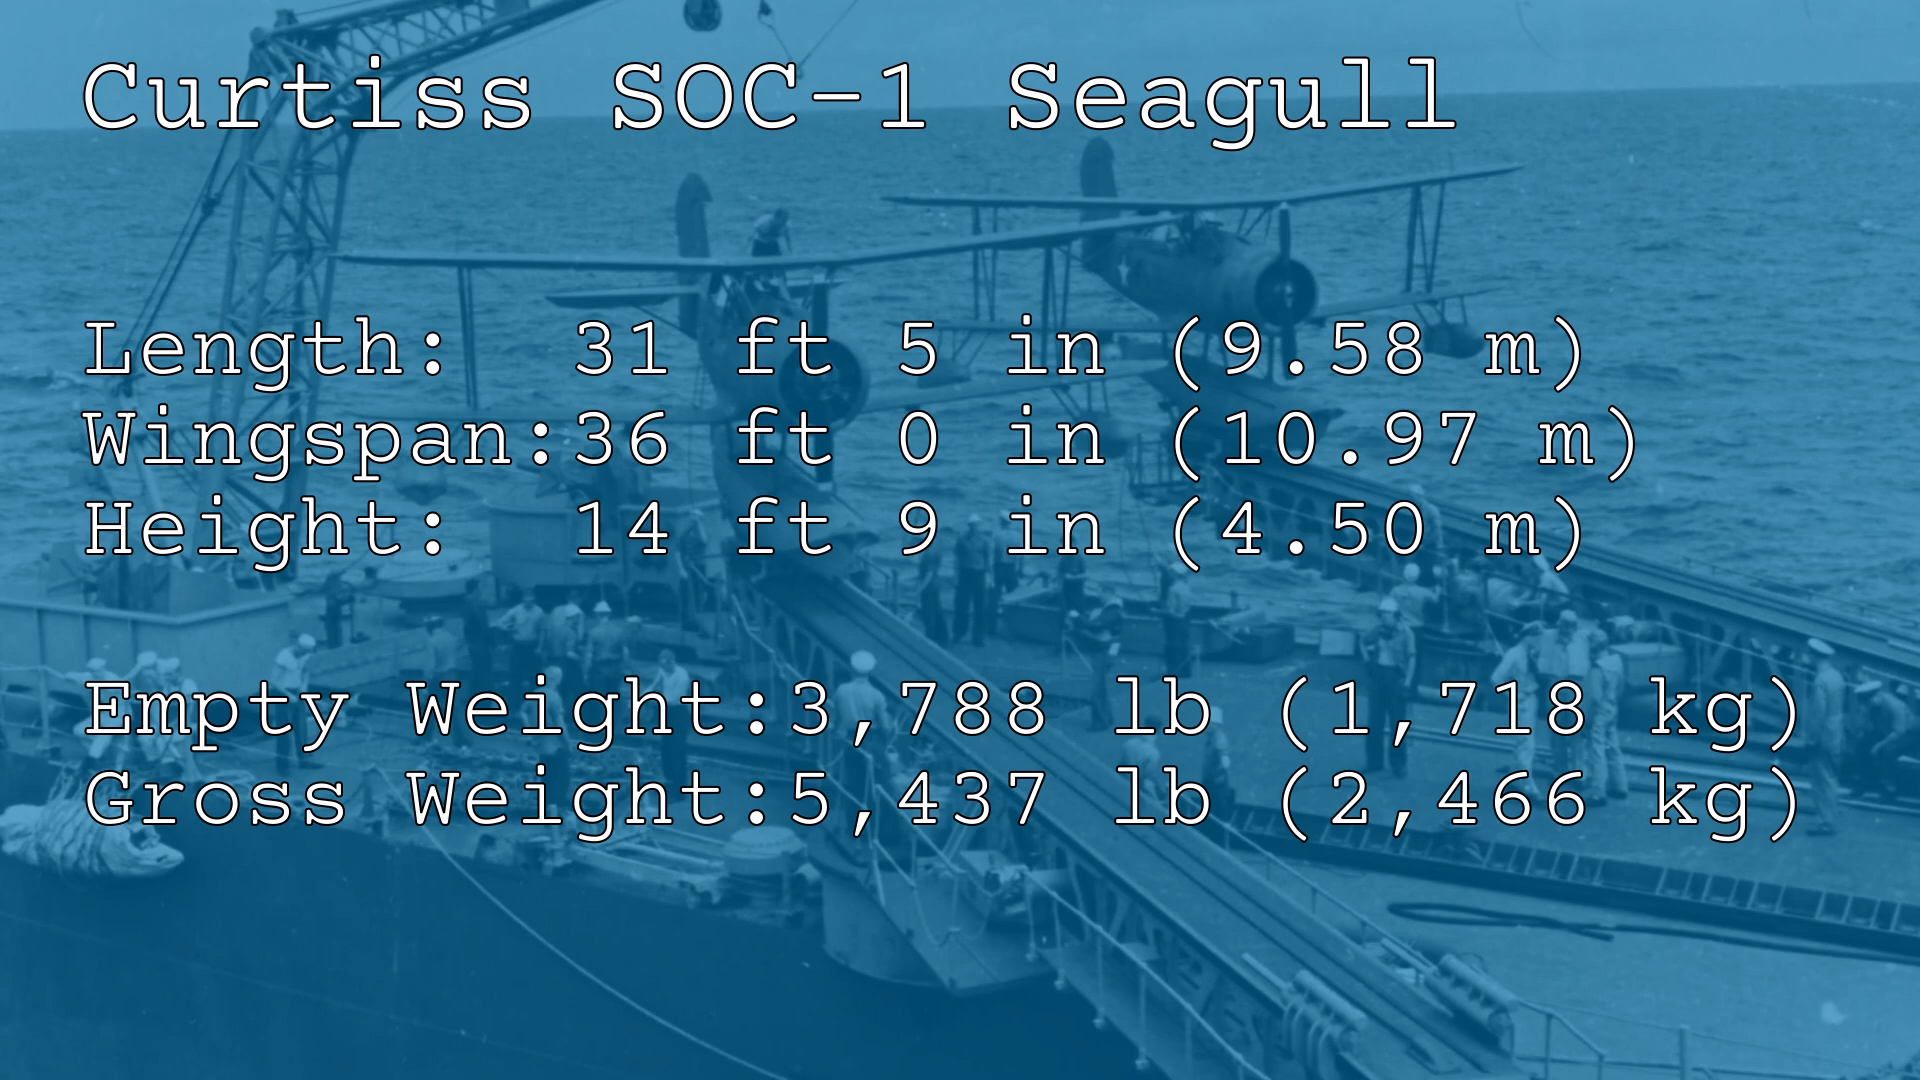 Curtiss SOC-1 Seagull
Length: 31 ft 5 in (9.58 m)
Wingspan:36 ft 0 in (10.97 m)
Height: 14 ft 9 in (4.50 m)
Empty Weight:3,788 lb (1,718 kg)
Gross Weight:5,437 lb (2,466 kg)